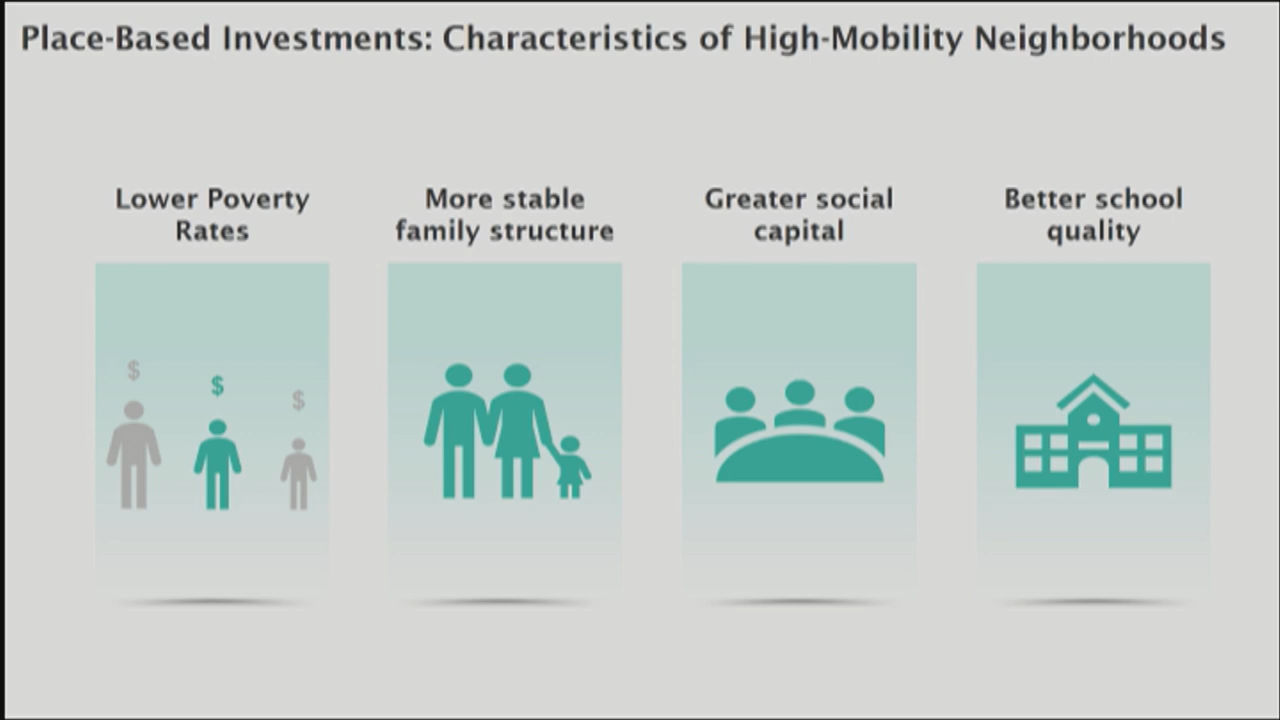 Place-Based Investments: Characteristics of High-Mobility Neighborhoods
Lower Poverty
Rates
More stable
family structure
Greater social
capital
Better school
quality
$
$
$